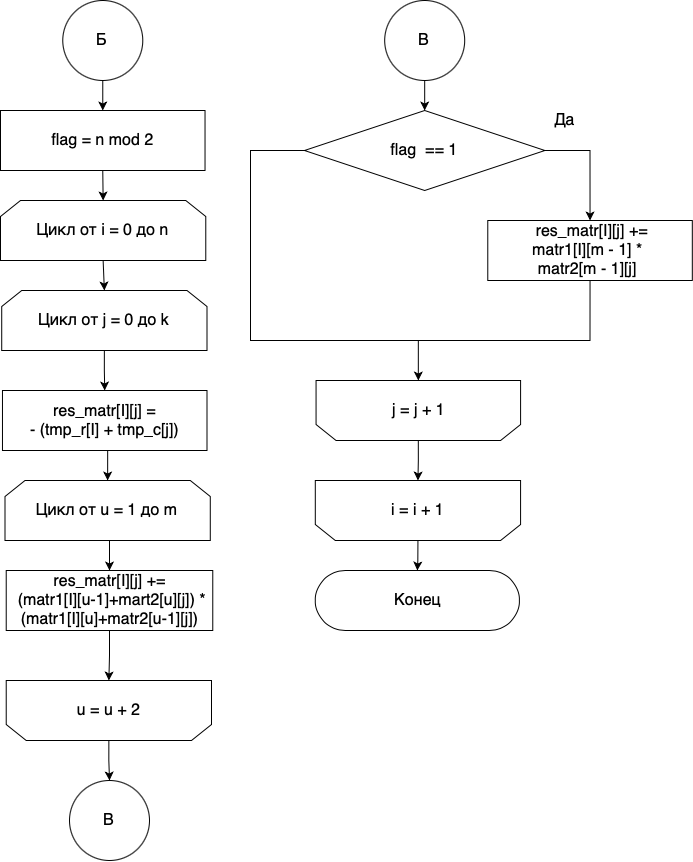 Б
flag = n mod 2
Цикл от i = 0 до n
Цикл от j = 0 до k
res_matr[I][j] =
- (tmp_r[I] + tmp_c[j])
Цикл от u = 1 до m
res_matr[I][j] +=
(matr1[I][u-1]+mart2[u][j]) *
(matr1[I][u]+matr2[u-1][j])
u = u + 2
В
В
flag == 1
Да
res_matr[I][j] +=
matr1[I][m - 1] *
matr2[m - 1][j]
j = j + 1
i = i + 1
Конец